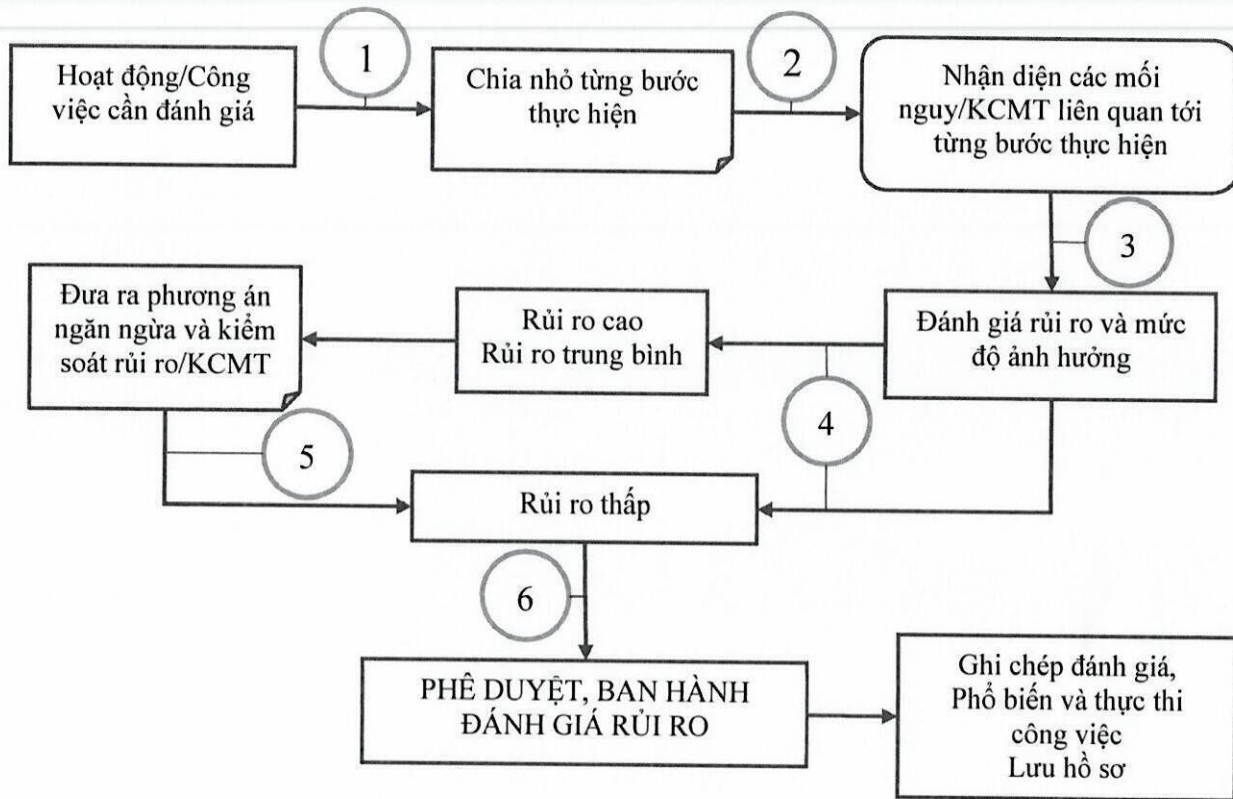 Hoạt động/Công
việc cần đánh giá
1
Chia nhỏ từng bước
thực hiện
2
Nhận diện các mối
nguy/KCMT liên quan tới
từng bước thực hiện
3
Đánh giá rủi ro và mức
độ ảnh hưởng
4
Rủi ro cao
Rủi ro trung bình
Đưa ra phương án
ngăn ngừa và kiểm
soát rủi ro/KCMT
5
Rủi ro thấp
6
PHÊ DUYỆT, BAN HÀNH
ĐÁNH GIÁ RỦI RO
Ghi chép đánh giá,
Phổ biến và thực thi
công việc
Lưu hồ sơ